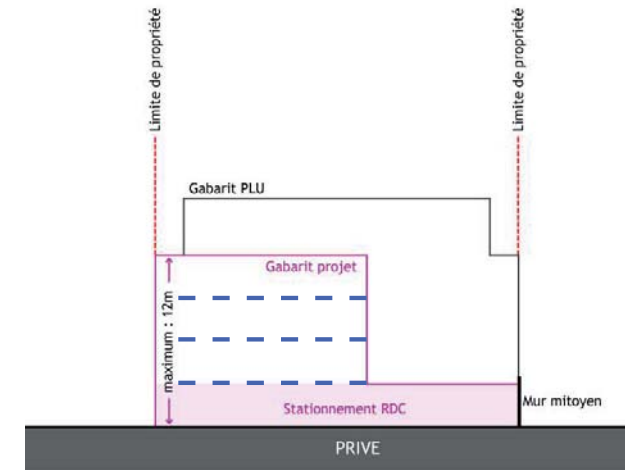 Limite de propriété
Limite de propriété
Gabarit PLU
Gabarit projet
maximum : 12m
Stationnement RDC
Mur mitoyen
PRIVE